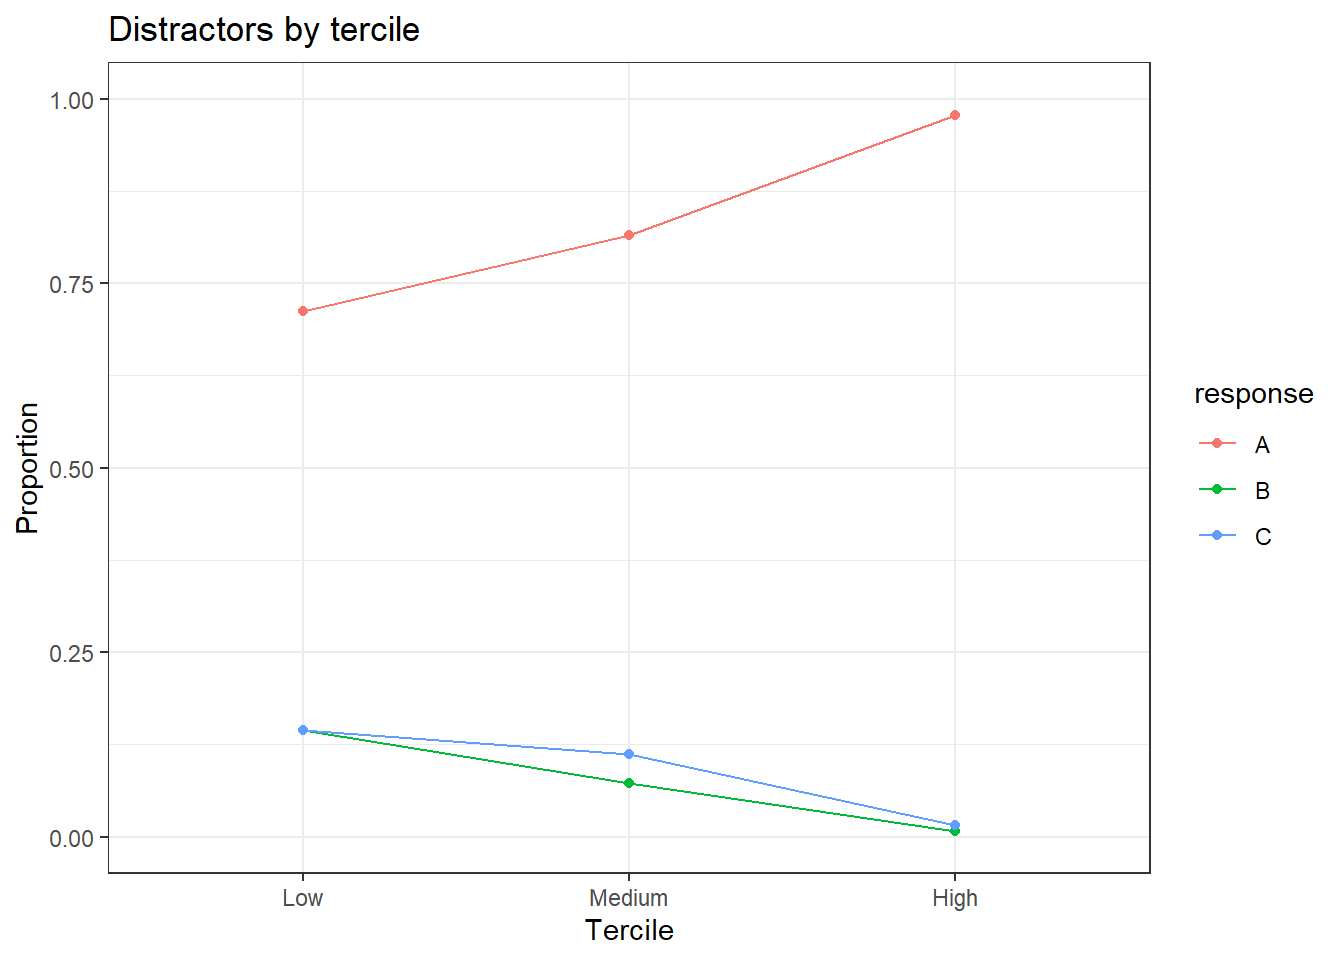 Distractors by tercile
Proportion
1.00
0.75
0.50
0.25
0.00
Low Medium High
Tercile
response
A
B
C